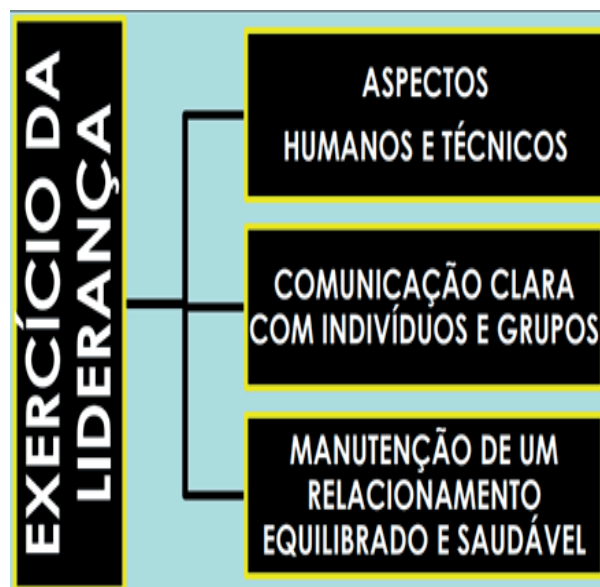 EXERCÍCIO DA
LIDERANÇA
ASPECTOS
HUMANOS E TÉCNICOS
COMUNICAÇÃO CLARA
COM INDIVÍDUOS E GRUPOS
MANUTENÇÃO DE UM
RELACIONAMENTO
EQUILIBRADO E SAUDÁVEL